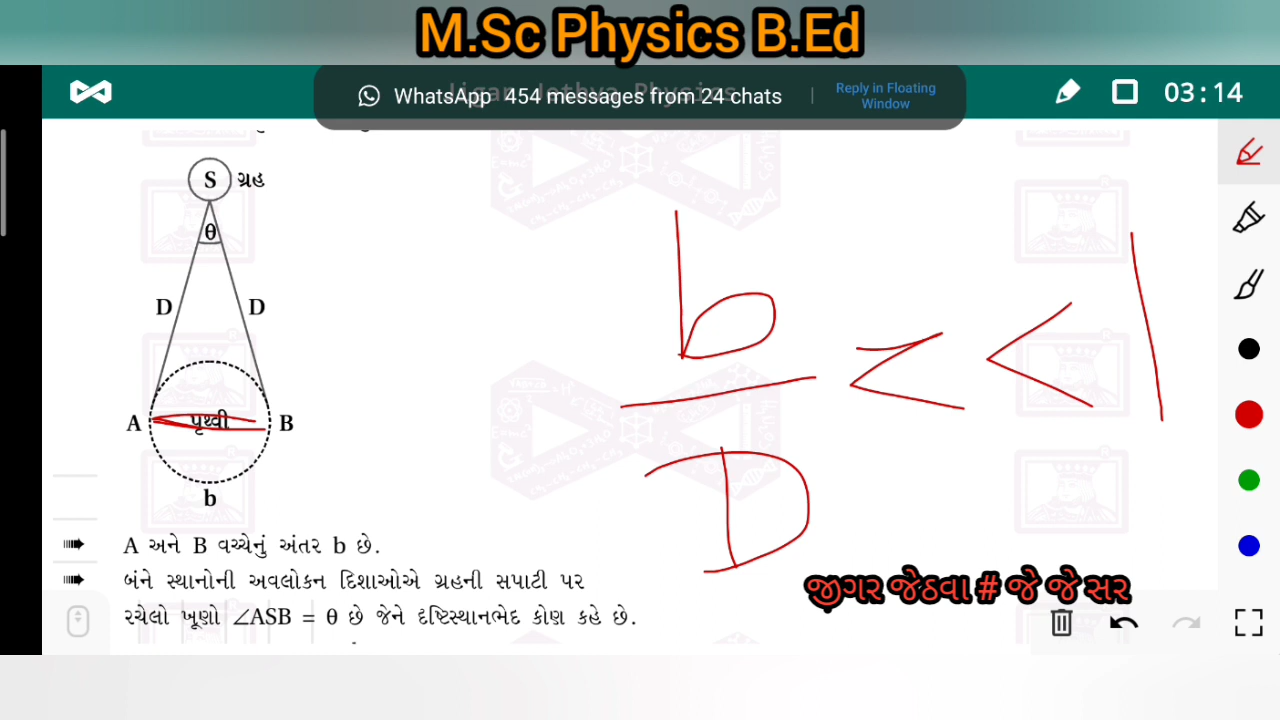 M.Sc Physics B.Ed
WhatsApp 454 messages from 24 chats
Reply in Floating
Window
03:14
S ગ્રહ
θ
D D
A પૃથ્વી B
b
b
D
<< 1
A અને B વચ્ચેનું અંતર b છે.
બંને સ્થાનોની અવલોકન દિશાઓએ ગ્રહની સપાટી પર
રચેલો ખૂણો ∠ASB = θ છે જેને દૃષ્ટિસ્થાનભેદ કોણ કહે છે.
જીગર જેઠવા # જે જે સર